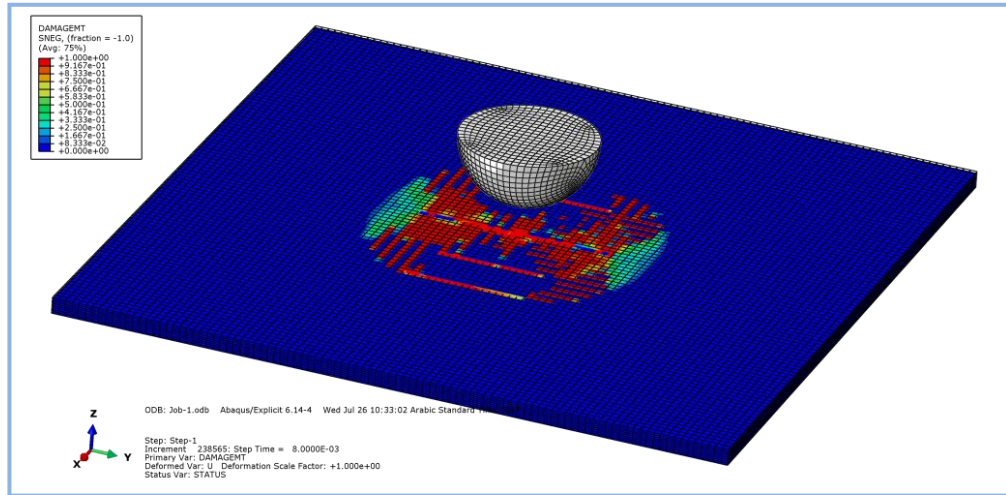 DAMAGEMT
SNEG, (fraction = -1.0)
(Avg: 75%)
+1.000e+00
+9.167e-01
+8.333e-01
+7.500e-01
+6.667e-01
+5.833e-01
+5.000e-01
+4.167e-01
+3.333e-01
+2.500e-01
+1.667e-01
+8.333e-02
+0.000e+00
Z
Y
X
ODB: Job-1.odb Abaqus/Explicit 6.14-4 Wed Jul 26 10:33:02 Arabic Standard
Step: Step-1
Increment 238565: Step Time = 8.0000E-03
Primary Var: DAMAGEMT
Deformed Var: U Deformation Scale Factor: +1.000e+00
Status Var: STATUS